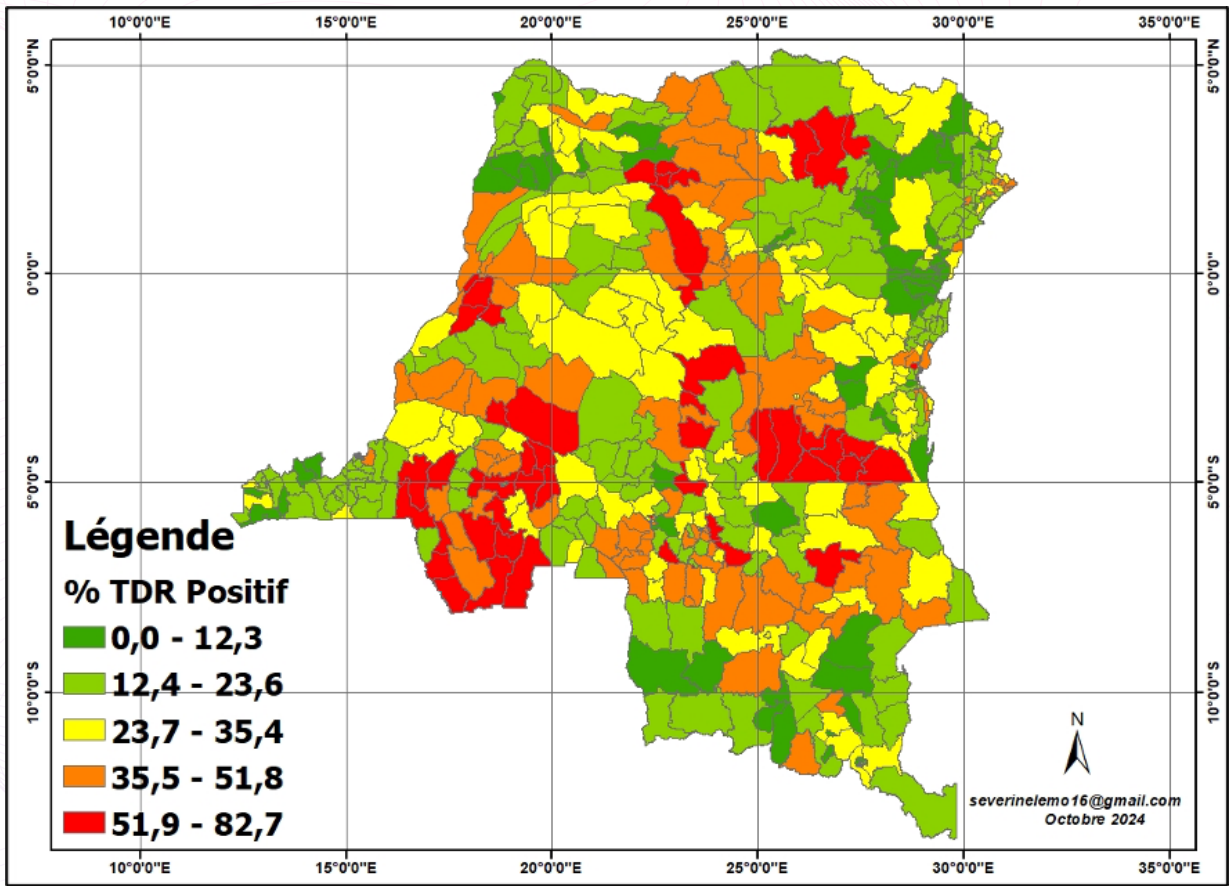 10°0'0"E 15°0'0"E 20°0'0"E 25°0'0"E 30°0'0"E 35°0'0"E
5°0'0"N 5°0'0"N
0°0'0" 0°0'0"
5°0'0"S 5°0'0"S
10°0'0"S 10°0'0"S
Légende
% TDR Positif
0,0 - 12,3
12,4 - 23,6
23,7 - 35,4
35,5 - 51,8
51,9 - 82,7
N
severinelemo16@gmail.com
Octobre 2024
10°0'0"E 15°0'0"E 20°0'0"E 25°0'0"E 30°0'0"E 35°0'0"E